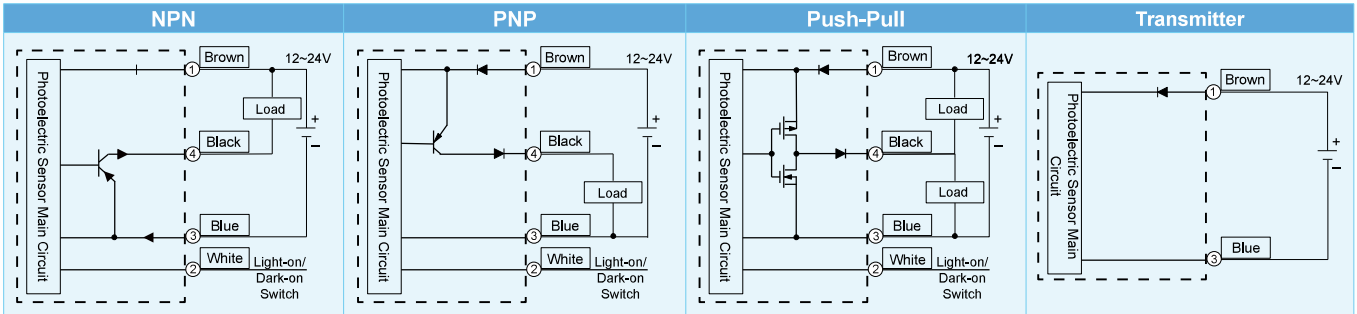 NPN
Photoelectric Sensor Main Circuit
1
Brown
12~24V
Load
+
−
4
Black
3
Blue
2
White
Light-on/
Dark-on
Switch
PNP
Photoelectric Sensor Main Circuit
1
Brown
12~24V
+
−
4
Black
Load
3
Blue
2
White
Light-on/
Dark-on
Switch
Push-Pull
Photoelectric Sensor Main Circuit
1
Brown
12~24V
Load
+
−
4
Black
Load
3
Blue
2
White
Light-on/
Dark-on
Switch
Transmitter
Photoelectric Sensor Main
Circuit
1
Brown
12~24V
+
−
3
Blue